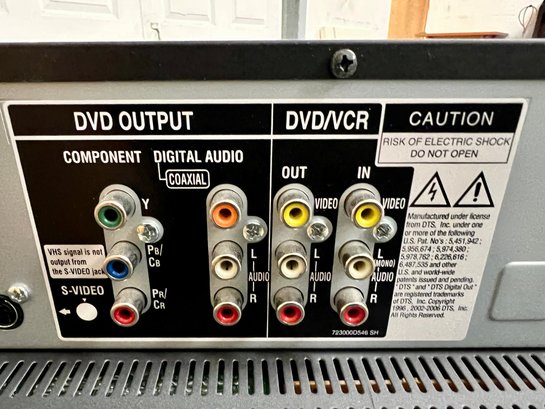 DVD OUTPUT
DVD/VCR
CAUTION
RISK OF ELECTRIC SHOCK
DO NOT OPEN
COMPONENT
DIGITAL AUDIO
COAXIAL
OUT
IN
Y
VIDEO
VIDEO
VHS signal is not
output from
the S-VIDEO jack
PB/
CB
L
AUDIO
R
L
(MONO)
AUDIO
R
S-VIDEO
PR/
CR
723000D546 SH
Manufactured under license
from DTS, Inc. under one
or more of the following
U.S. Pat. No's : 5,451,942 ;
5,956,674 ; 5,974,380 ;
5,978,762 ; 6,226,616 ;
6,487,535 and other
U.S. and world-wide
patents issued and pending.
"DTS" and "DTS Digital Out"
are registered trademarks
of DTS, Inc. Copyright
1996, 2002-2006 DTS, Inc.
All Rights Reserved.